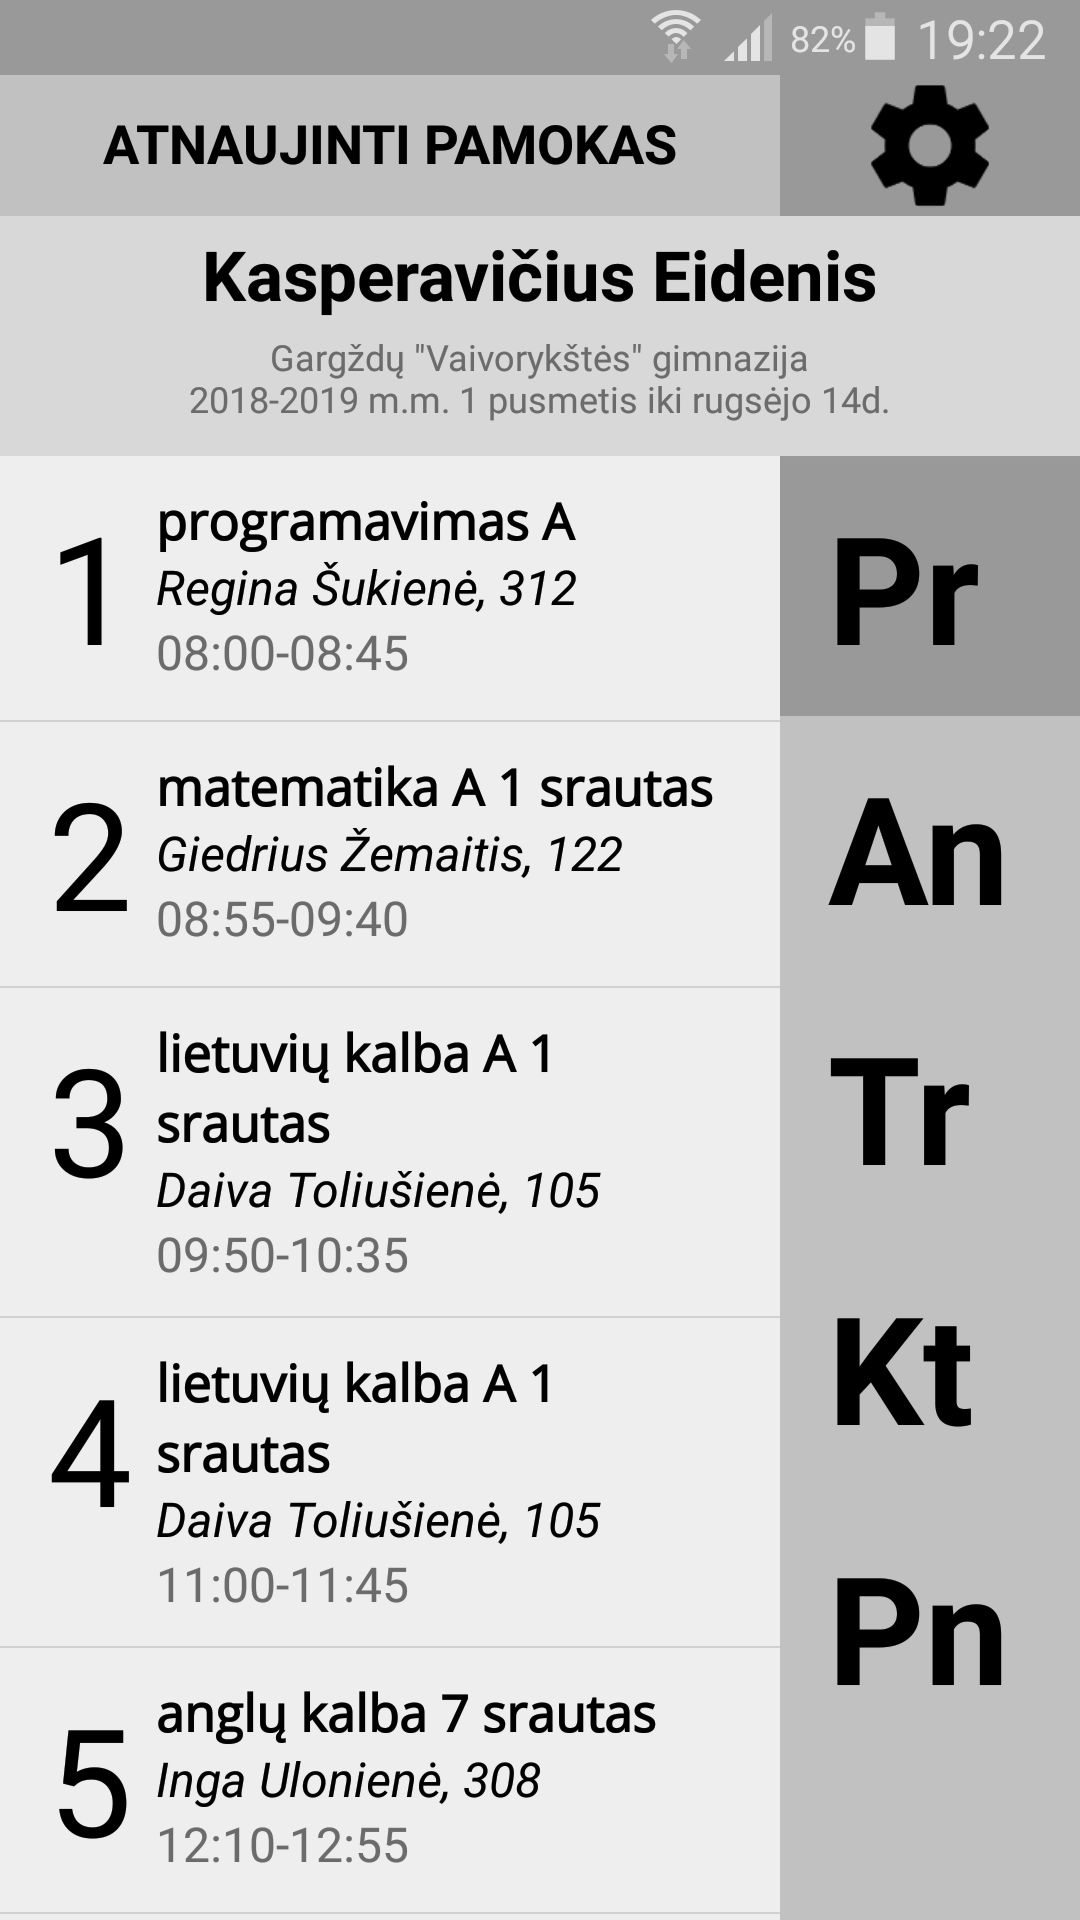 82% 19:22
ATNAUJINTI PAMOKAS
Kasperavičius Eidenis
Gargždų "Vaivorykštės" gimnazija
2018-2019 m.m. 1 pusmetis iki rugsėjo 14d.
1
programavimas A
Regina Šukienė, 312
08:00-08:45
2
matematika A 1 srautas
Giedrius Žemaitis, 122
08:55-09:40
3
lietuvių kalba A 1
srautas
Daiva Toliušienė, 105
09:50-10:35
4
lietuvių kalba A 1
srautas
Daiva Toliušienė, 105
11:00-11:45
5
anglų kalba 7 srautas
Inga Ulonienė, 308
12:10-12:55
Pr
An
Tr
Kt
Pn